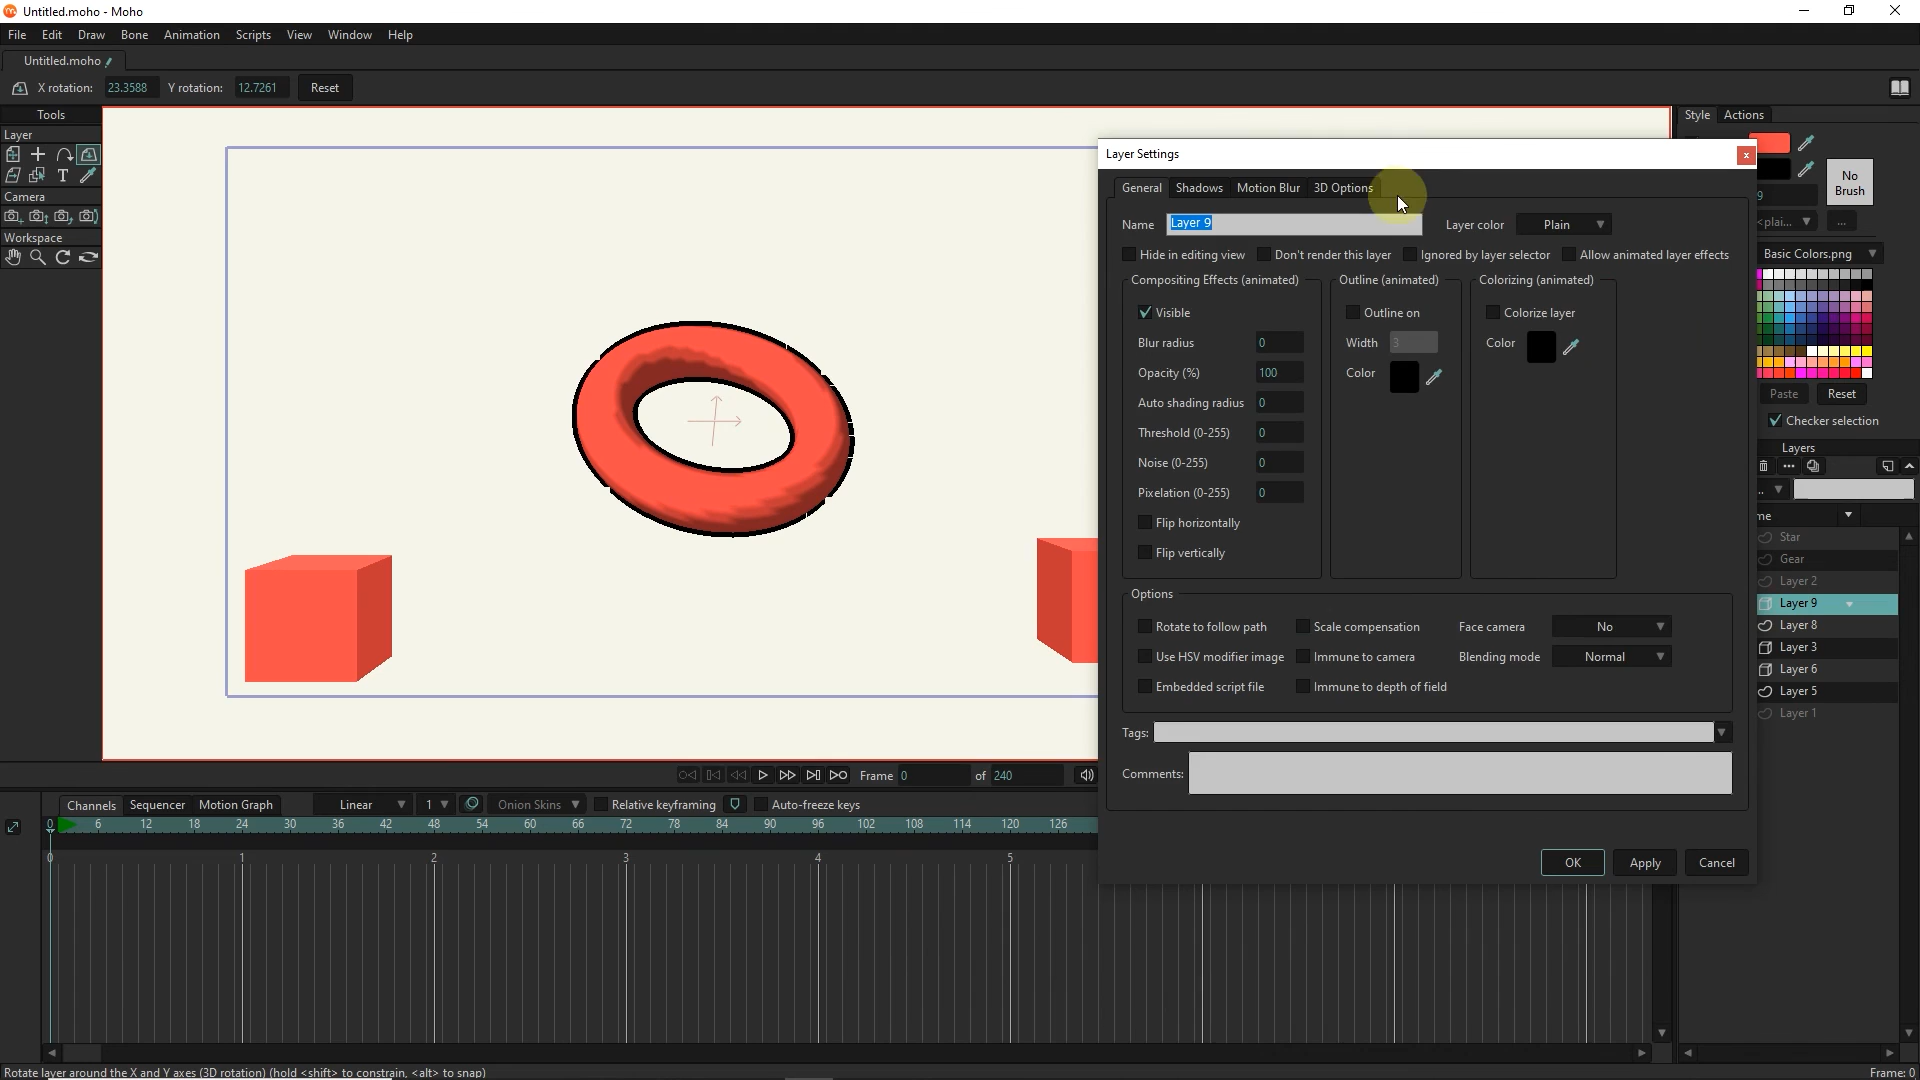 Untitled.moho - Moho
File Edit Draw Bone Animation Scripts View Window Help
Untitled.moho
X rotation: 23.3588 Y rotation: 12.7261 Reset
Tools
Layer
Camera
Workspace
Style Actions
No Brush
<plai... ...
Basic Colors.png
Paste Reset
Checker selection
Layers
Star
Gear
Layer 2
Layer 9
Layer 8
Layer 3
Layer 6
Layer 5
Layer 1
Layer Settings
General Shadows Motion Blur 3D Options
Name Layer 9 Layer color Plain
Hide in editing view Don't render this layer Ignored by layer selector Allow animated layer effects
Compositing Effects (animated) Outline (animated) Colorizing (animated)
Visible Outline on Colorize layer
Blur radius 0 Width 3 Color
Opacity (%) 100 Color
Auto shading radius 0
Threshold (0-255) 0
Noise (0-255) 0
Pixelation (0-255) 0
Flip horizontally
Flip vertically
Options
Rotate to follow path Scale compensation Face camera No
Use HSV modifier image Immune to camera Blending mode Normal
Embedded script file Immune to depth of field
Tags:
Comments:
OK Apply Cancel
Frame 0 of 240
Channels Sequencer Motion Graph Linear 1 Onion Skins Relative keyframing Auto-freeze keys
0 6 12 18 24 30 36 42 48 54 60 66 72 78 84 90 96 102 108 114 120 126
0 1 2 3 4 5
Rotate layer around the X and Y axes (3D rotation) (hold <shift> to constrain, <alt> to snap) Frame: 0